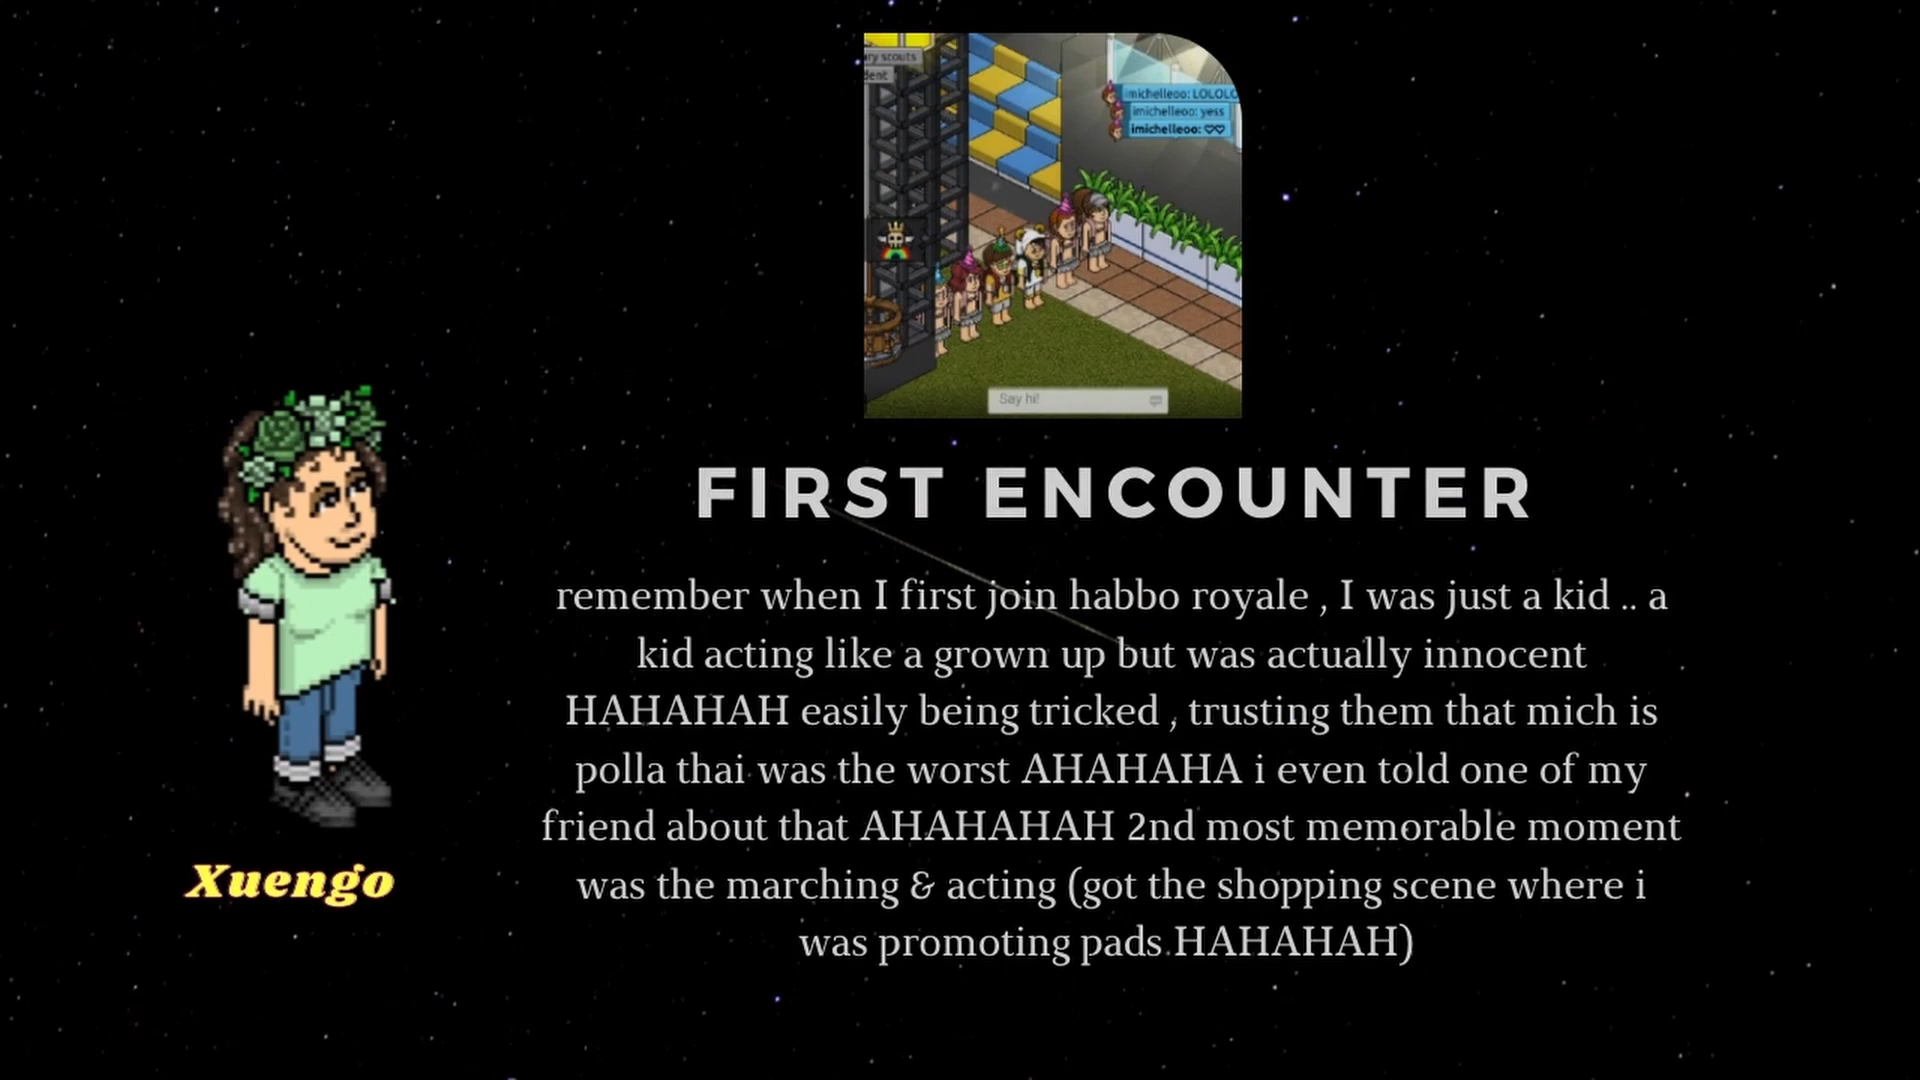 ry scouts
dent
imichelleoo: LOLOLO
imichelleoo: yess
imichelleoo: ♡♡
Say hi!
FIRST ENCOUNTER
remember when I first join habbo royale , I was just a kid .. a
kid acting like a grown up but was actually innocent
HAHAHAH easily being tricked , trusting them that mich is
polla thai was the worst AHAHAHA i even told one of my
friend about that AHAHAHAH 2nd most memorable moment
was the marching & acting (got the shopping scene where i
was promoting pads HAHAHAH)
Xuengo